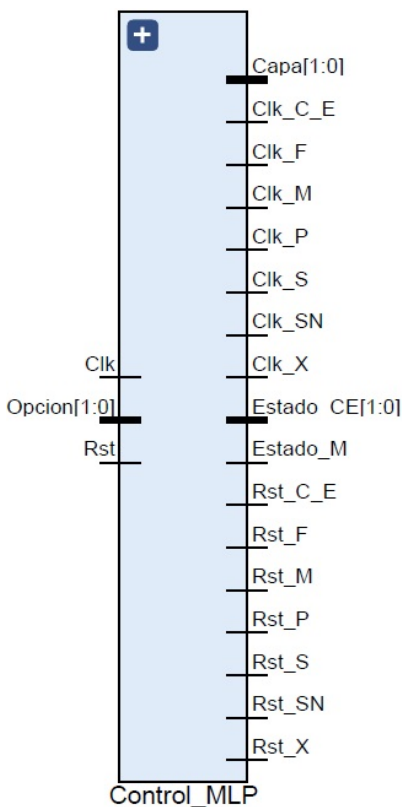 +
Capa[1:0]
Clk_C_E
Clk_F
Clk_M
Clk_P
Clk_S
Clk_SN
Clk
Clk_X
Opcion[1:0]
Estado_CE[1:0]
Rst
Estado_M
Rst_C_E
Rst_F
Rst_M
Rst_P
Rst_S
Rst_SN
Rst_X
Control_MLP